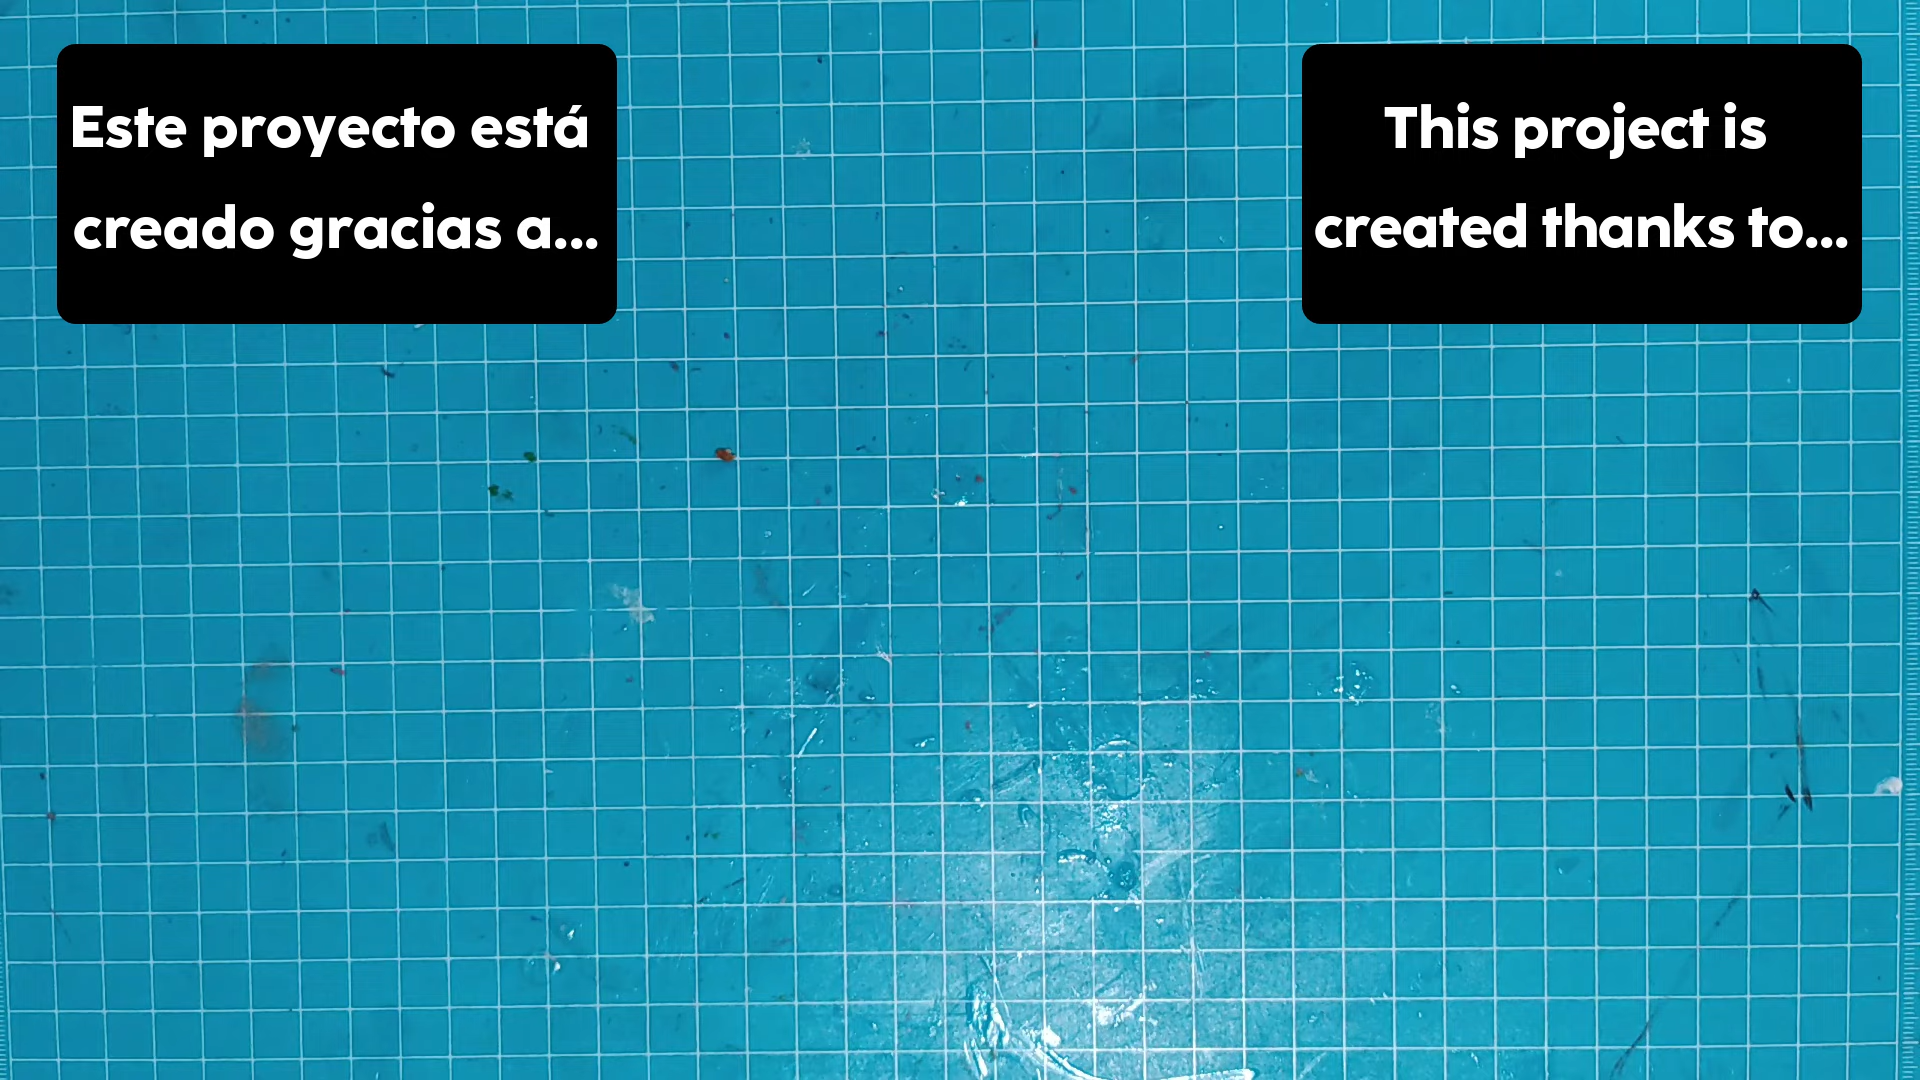 Este proyecto está
creado gracias a...
This project is
created thanks to...